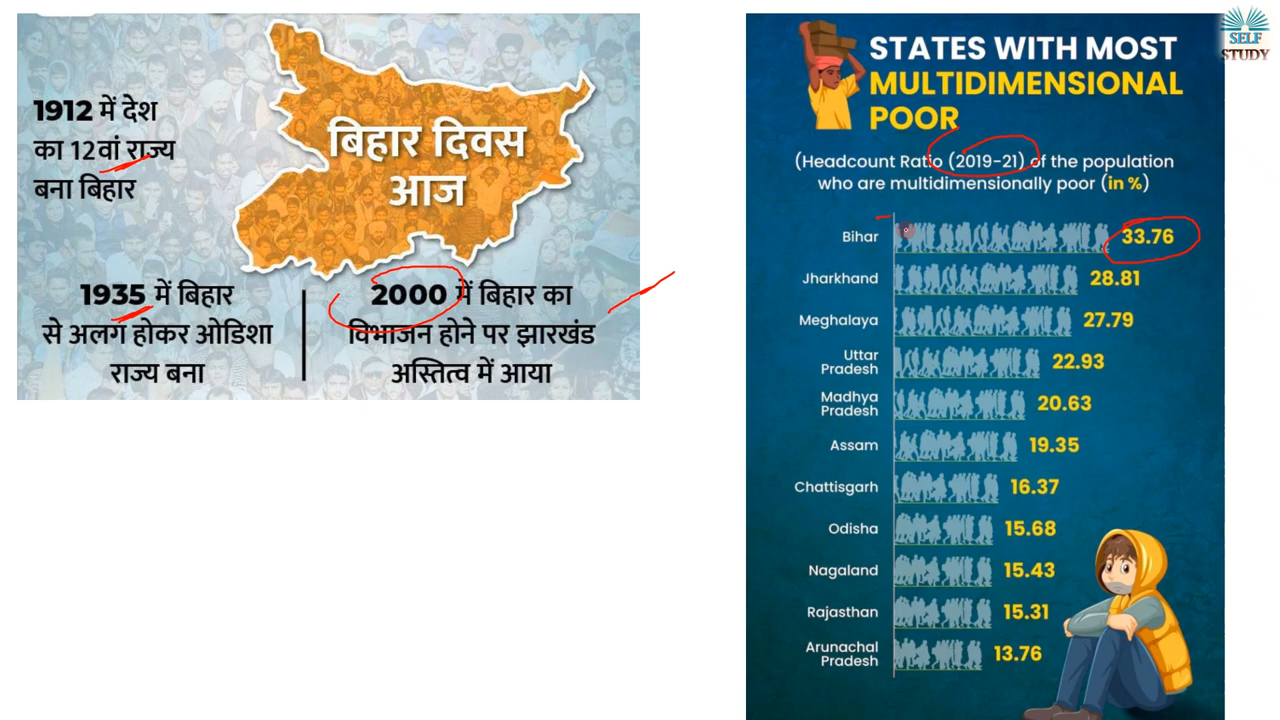 1912 में देश
का 12वां राज्य
बना बिहार
बिहार दिवस
आज
1935 में बिहार
से अलग होकर ओडिशा
राज्य बना
2000 में बिहार का
विभाजन होने पर झारखंड
अस्तित्व में आया
SELF
STUDY
STATES WITH MOST
MULTIDIMENSIONAL
POOR
(Headcount Ratio (2019-21) of the population
who are multidimensionally poor (in %)
Bihar 33.76
Jharkhand 28.81
Meghalaya 27.79
Uttar
Pradesh 22.93
Madhya
Pradesh 20.63
Assam 19.35
Chattisgarh 16.37
Odisha 15.68
Nagaland 15.43
Rajasthan 15.31
Arunachal
Pradesh 13.76